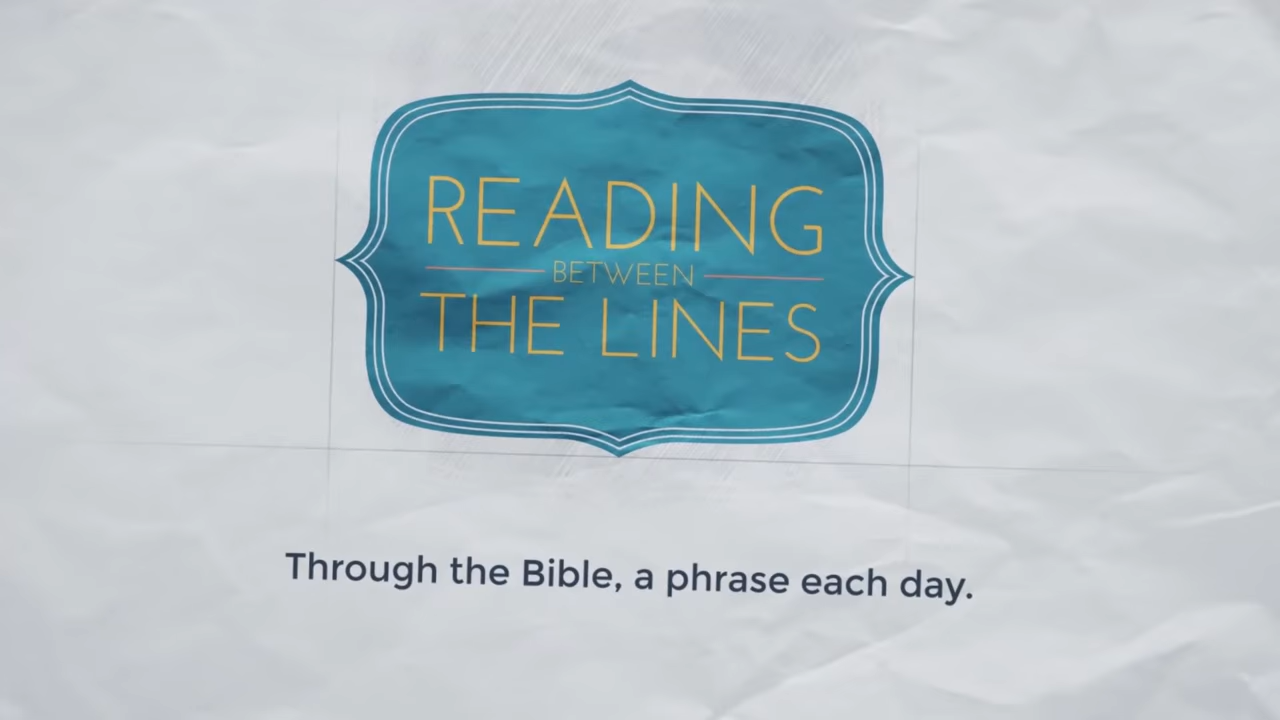 READING
BETWEEN
THE LINES
Through the Bible, a phrase each day.